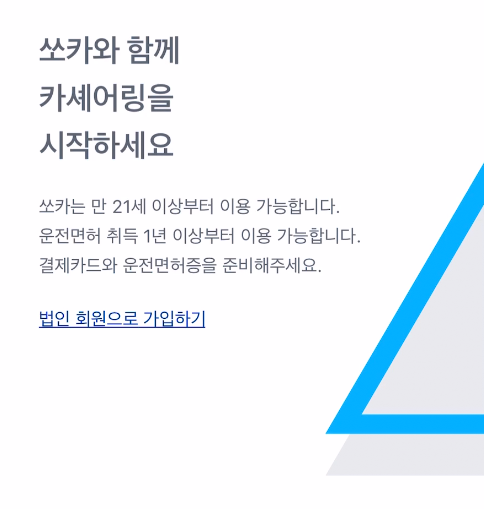 쏘카와 함께
카셰어링을
시작하세요
쏘카는 만 21세 이상부터 이용 가능합니다.
운전면허 취득 1년 이상부터 이용 가능합니다.
결제카드와 운전면허증을 준비해주세요.
법인 회원으로 가입하기